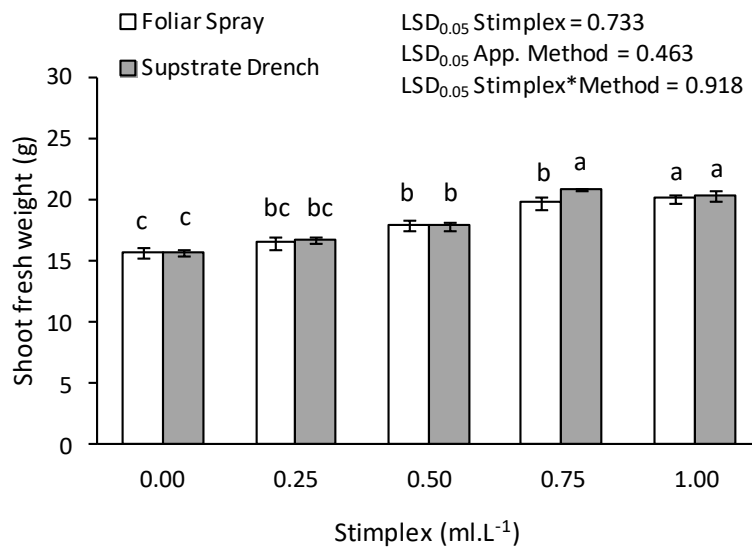 Foliar Spray
Supstrate Drench
LSD0.05 Stimplex = 0.733
LSD0.05 App. Method = 0.463
LSD0.05 Stimplex*Method = 0.918
Shoot fresh weight (g)
30
25
20
15
10
5
0
c c bc bc b b b a a a
0.00 0.25 0.50 0.75 1.00
Stimplex (ml.L-1)